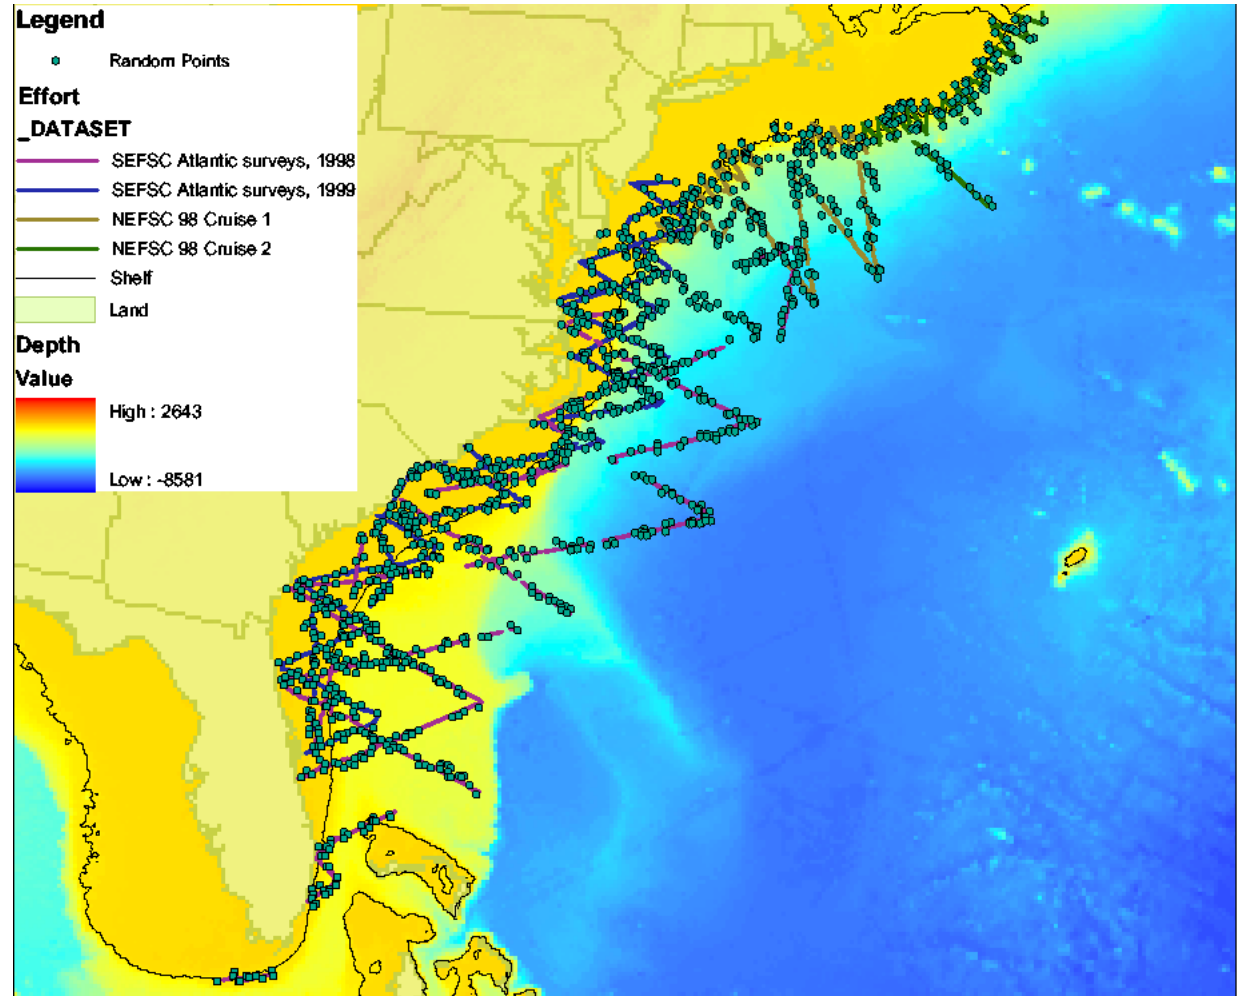 Legend
Random Points
Effort
_DATASET
SEFSC Atlantic surveys, 1998
SEFSC Atlantic surveys, 1999
NEFSC 98 Cruise 1
NEFSC 98 Cruise 2
Shelf
Land
Depth
Value
High : 2643
Low : -8581